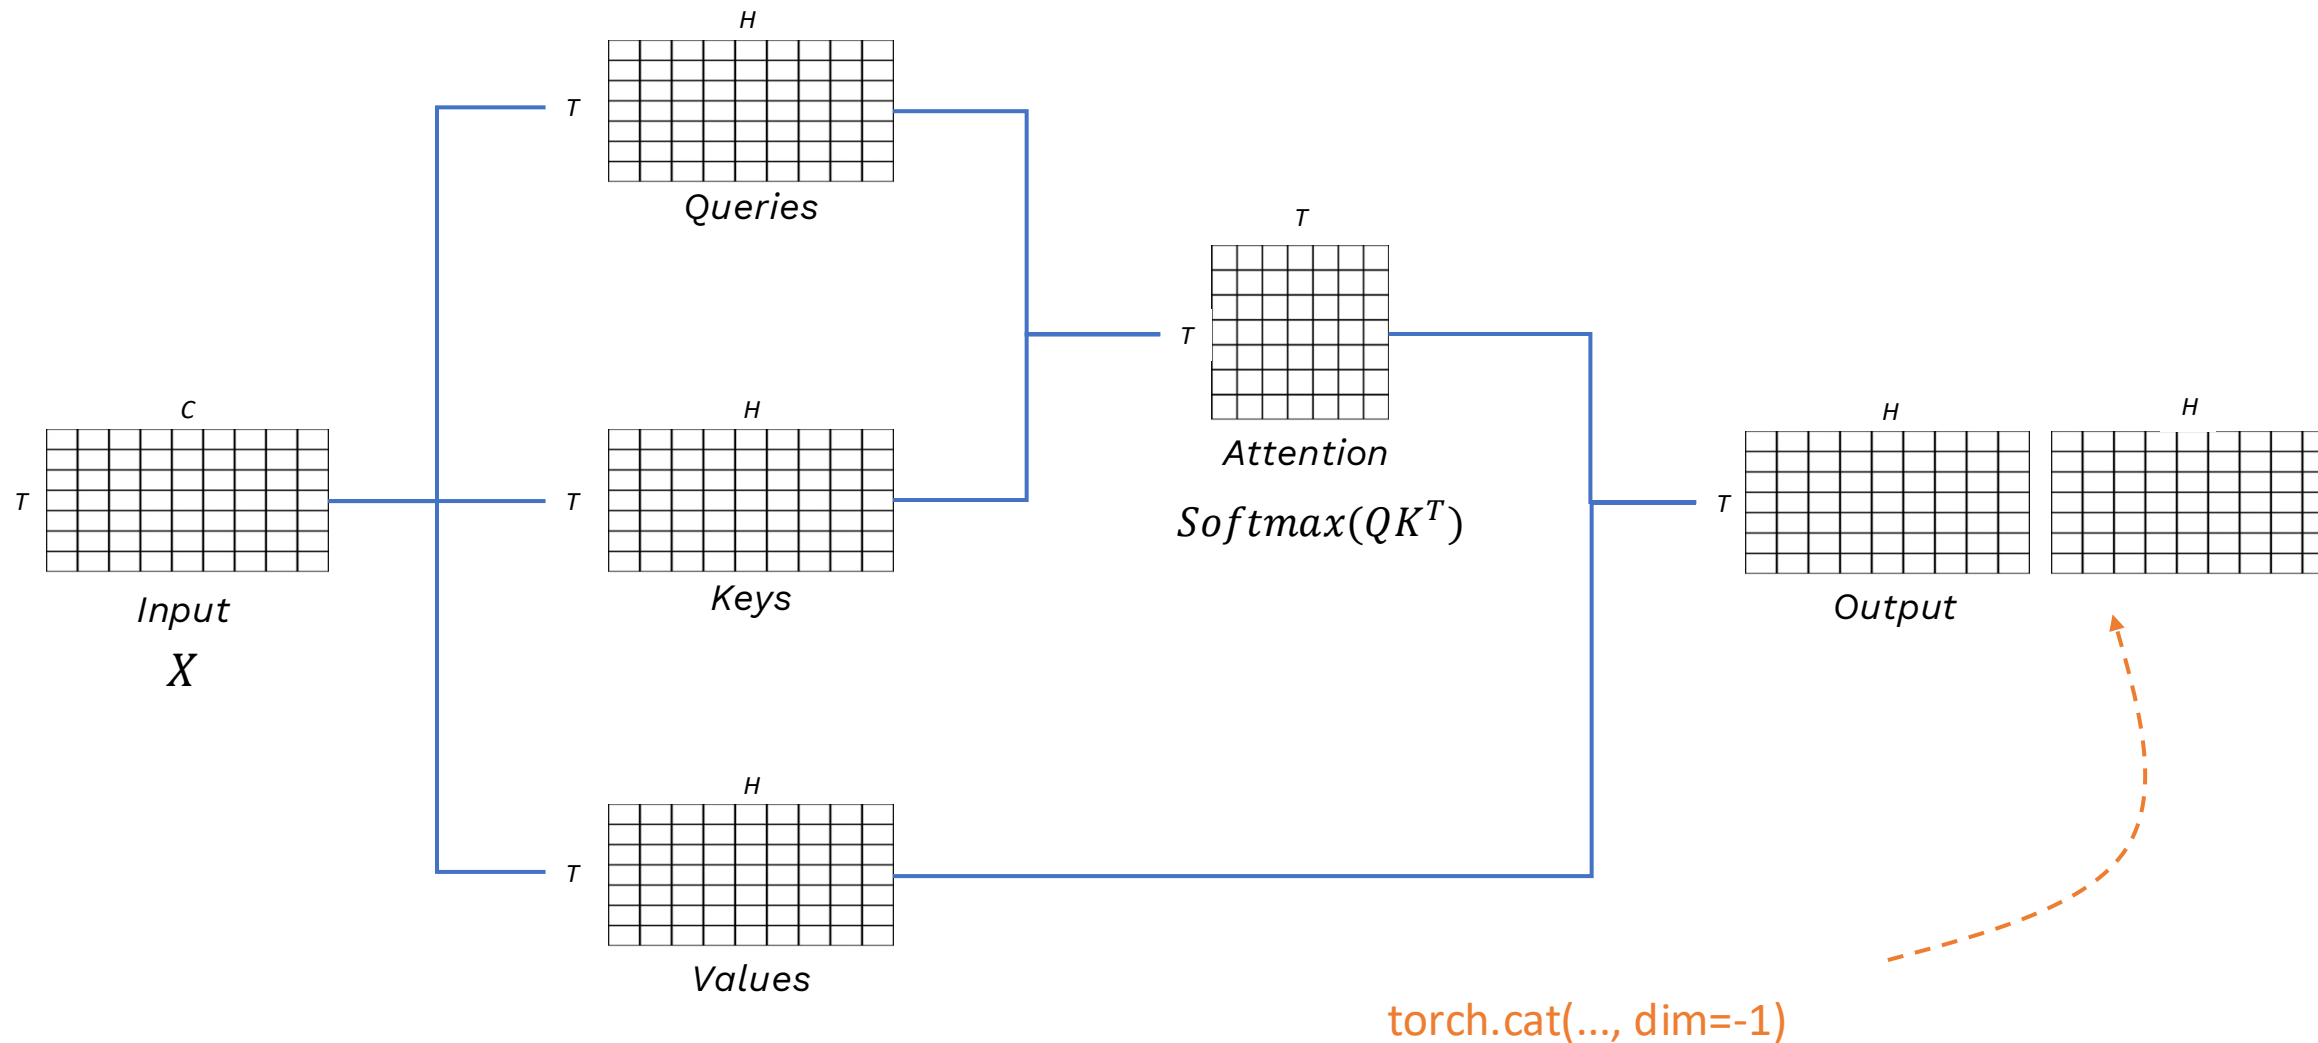 H
T
Queries
T
T
C
H
H
H
T
T
T
Attention
Softmax(QK^T)
Input
X
Keys
Output
H
T
Values
torch.cat(..., dim=-1)